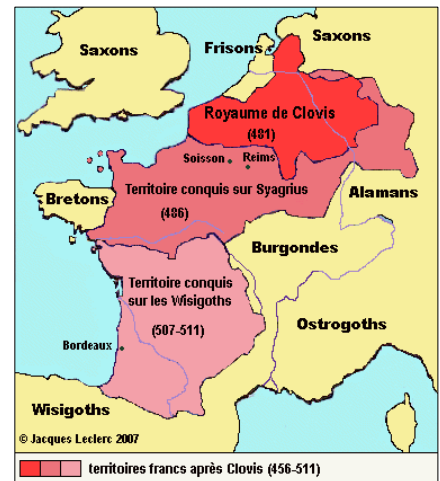 Saxons
Frisons
Saxons
Royaume de Clovis
(481)
Soisson
Reims
Bretons
Territoire conquis sur Syagrius
(486)
Alamans
Burgondes
Territoire conquis
sur les Wisigoths
(507-511)
Bordeaux
Ostrogoths
Wisigoths
© Jacques Leclerc 2007
territoires francs après Clovis (456-511)